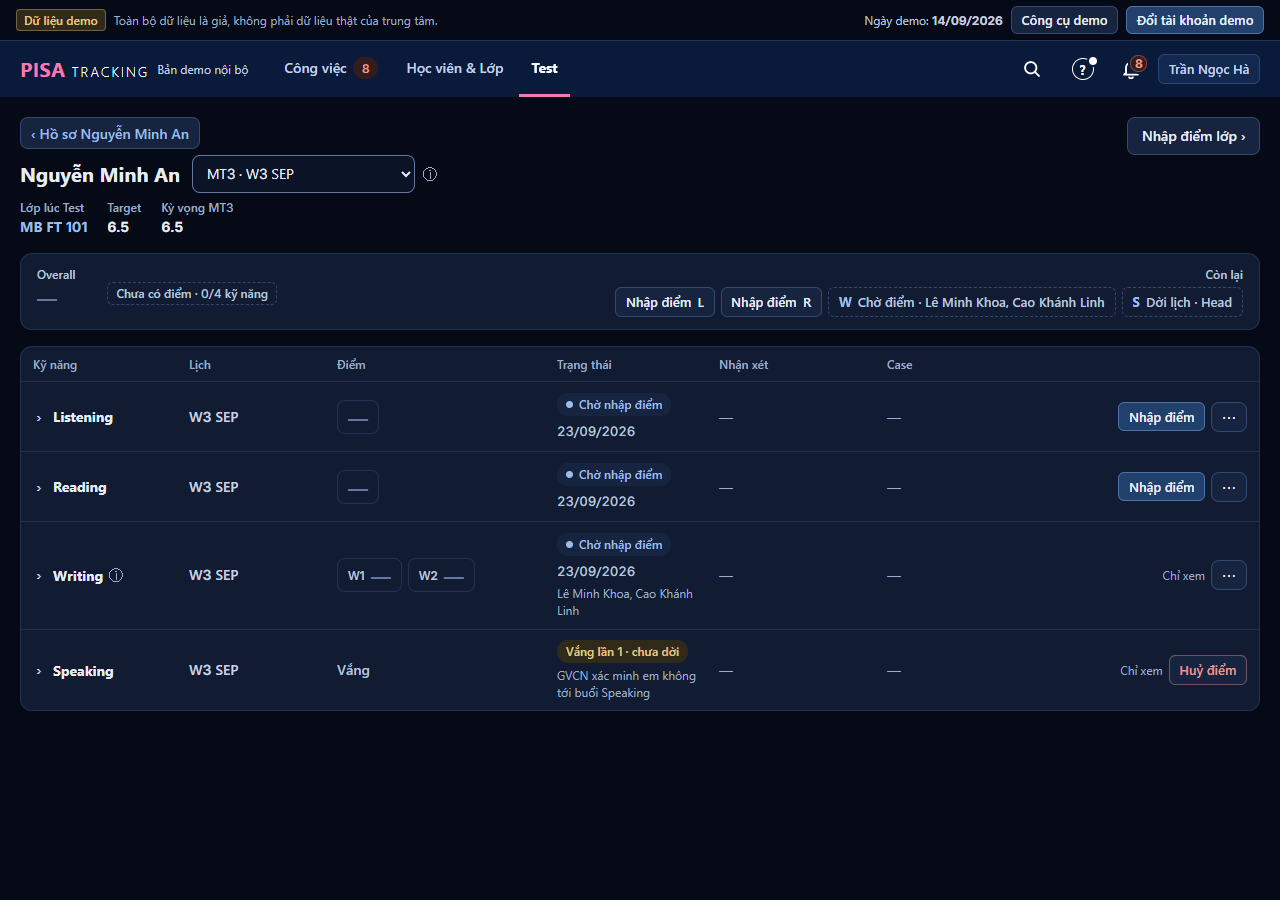 Dữ liệu demo Toàn bộ dữ liệu là giả, không phải dữ liệu thật của trung tâm. Ngày demo: 14/09/2026 Công cụ demo Đổi tài khoản demo
PISA TRACKING Bản demo nội bộ Công việc 8 Học viên & Lớp Test ? 8 Trần Ngọc Hà
‹ Hồ sơ Nguyễn Minh An Nhập điểm lớp ›
Nguyễn Minh An MT3 · W3 SEP ⓘ
Lớp lúc Test Target Kỳ vọng MT3
MB FT 101 6.5 6.5
Overall Còn lại
— Chưa có điểm · 0/4 kỹ năng Nhập điểm L Nhập điểm R W Chờ điểm · Lê Minh Khoa, Cao Khánh Linh S Dời lịch · Head
Kỹ năng Lịch Điểm Trạng thái Nhận xét Case
› Listening W3 SEP — Chờ nhập điểm — — Nhập điểm ···
23/09/2026
› Reading W3 SEP — Chờ nhập điểm — — Nhập điểm ···
23/09/2026
› Writing ⓘ W3 SEP W1 — W2 — Chờ nhập điểm — — Chỉ xem ···
23/09/2026
Lê Minh Khoa, Cao Khánh
Linh
› Speaking W3 SEP Vắng Vắng lần 1 · chưa dời — — Chỉ xem Huỷ điểm
GVCN xác minh em không
tới buổi Speaking